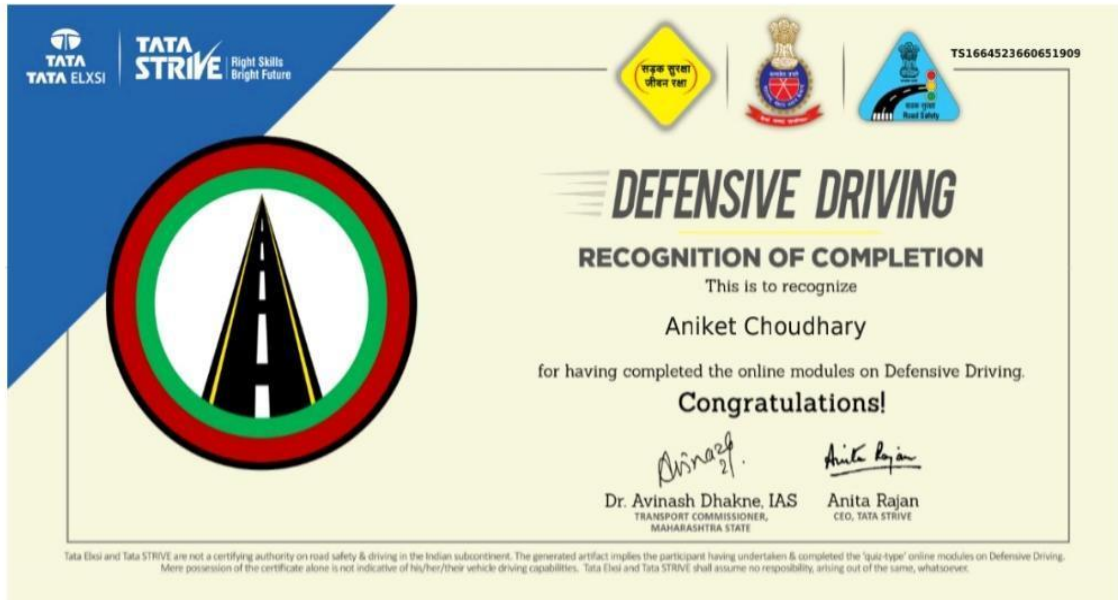 TATA
TATA ELXSI
TATA
STRIVE
Right Skills
Bright Future
सड़क सुरक्षा
जीवन रक्षा
सड़क सुरक्षा
Road Safety
TS1664523660651909
DEFENSIVE DRIVING
RECOGNITION OF COMPLETION
This is to recognize
Aniket Choudhary
for having completed the online modules on Defensive Driving.
Congratulations!
Anita Rajan
Dr. Avinash Dhakne, IAS
TRANSPORT COMMISSIONER,
MAHARASHTRA STATE
Anita Rajan
CEO, TATA STRIVE
Tata Elxsi and Tata STRIVE are not a certifying authority on road safety & driving in the Indian subcontinent. The generated artifact implies the participant having undertaken & completed the 'quiz-type' online modules on Defensive Driving.
Mere possession of the certificate alone is not indicative of his/her/their vehicle driving capabilities. Tata Elxsi and Tata STRIVE shall assume no resposibility, arising out of the same, whatsoever.